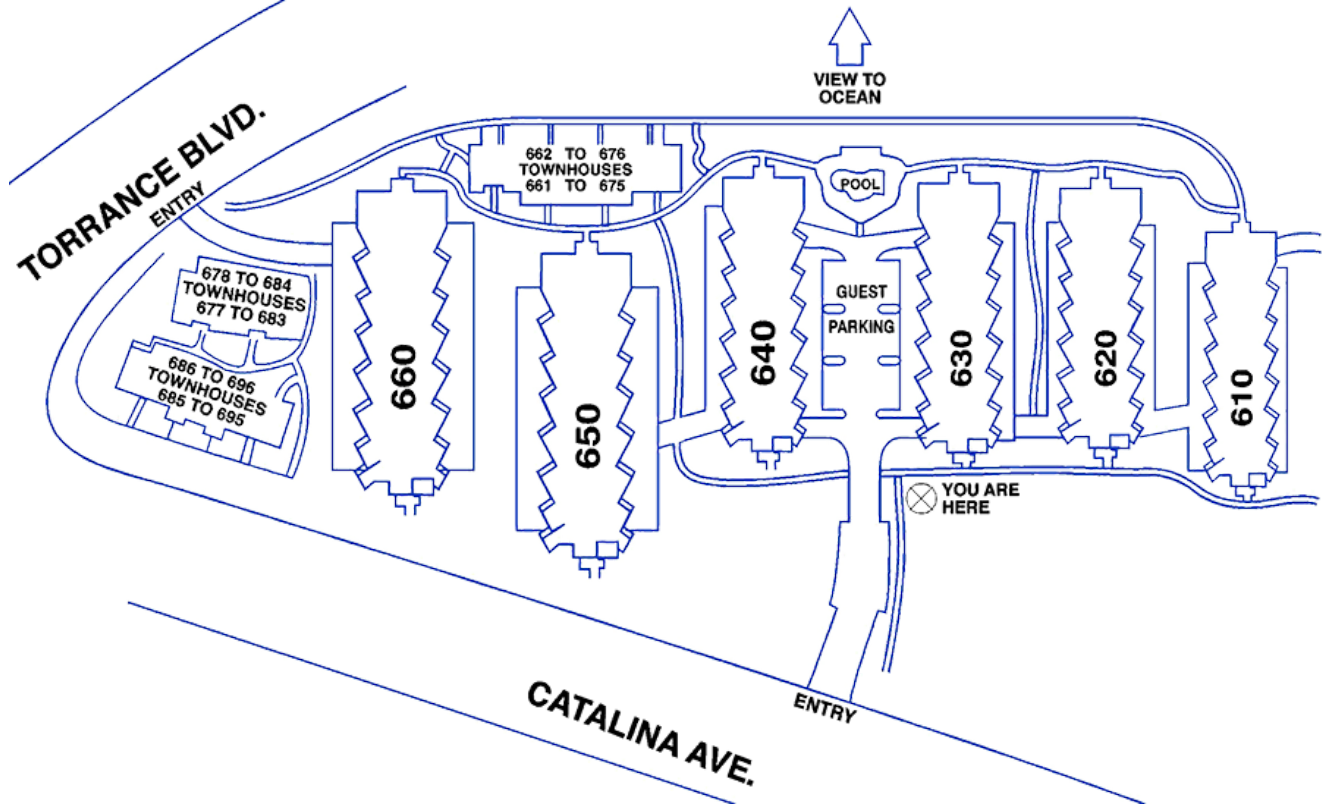 VIEW TO
OCEAN
TORRANCE BLVD.
ENTRY
662 TO 676
TOWNHOUSES
661 TO 675
POOL
678 TO 684
TOWNHOUSES
677 TO 683
686 TO 696
TOWNHOUSES
685 TO 695
660
650
640
GUEST
PARKING
630
620
610
YOU ARE
HERE
ENTRY
CATALINA AVE.